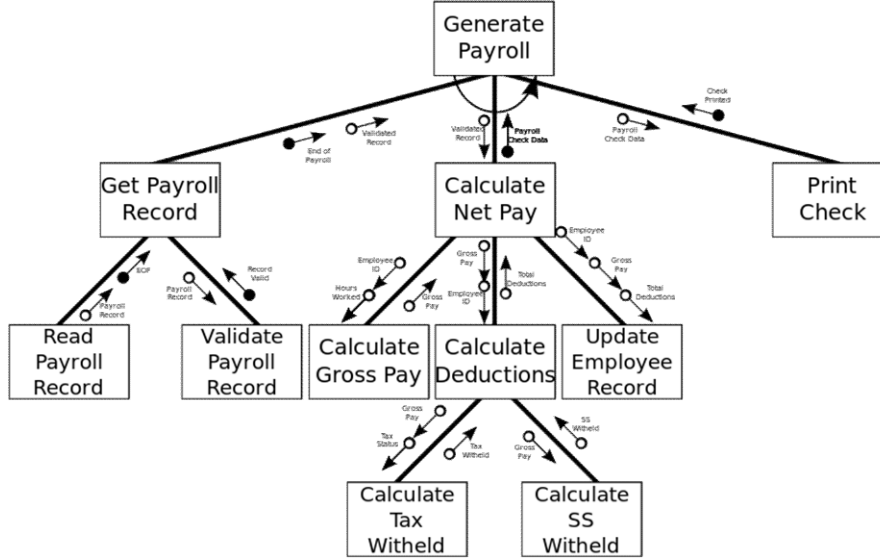 Generate
Payroll
Check
Printed
End of
Payroll
Validated
Record
Validated
Record
Payroll
Check Data
Payroll
Check Data
Get Payroll
Record
Calculate
Net Pay
Print
Check
EOF
Payroll
Record
Payroll
Record
Record
Valid
Employee
ID
Hours
Worked
Gross
Pay
Gross
Pay
Employee
ID
Total
Deductions
Employee
ID
Gross
Pay
Total
Deductions
Read
Payroll
Record
Validate
Payroll
Record
Calculate
Gross Pay
Calculate
Deductions
Update
Employee
Record
Gross
Pay
Tax
Status
Tax
Witheld
Gross
Pay
SS
Witheld
Calculate
Tax
Witheld
Calculate
SS
Witheld